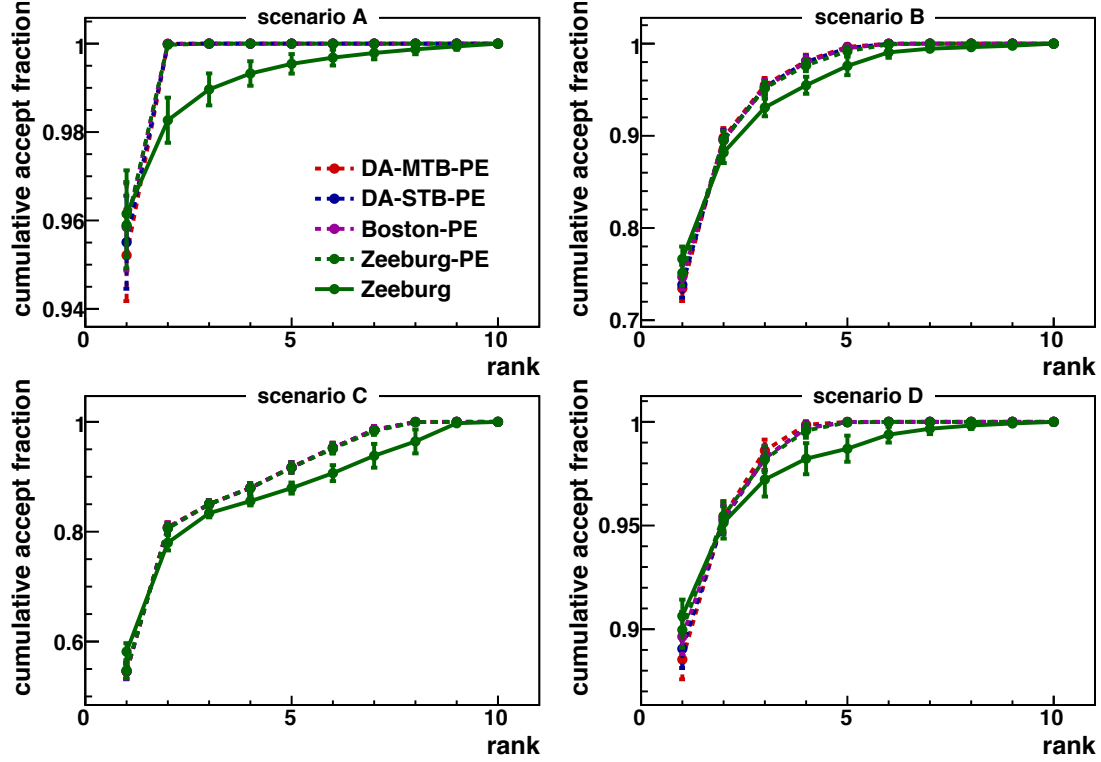 scenario A
cumulative accept fraction
1
0.98
0.96
0.94
DA-MTB-PE
DA-STB-PE
Boston-PE
Zeeburg-PE
Zeeburg
0 5 10
rank
scenario B
cumulative accept fraction
1
0.9
0.8
0.7
0 5 10
rank
scenario C
cumulative accept fraction
1
0.8
0.6
0 5 10
rank
scenario D
cumulative accept fraction
1
0.95
0.9
0 5 10
rank